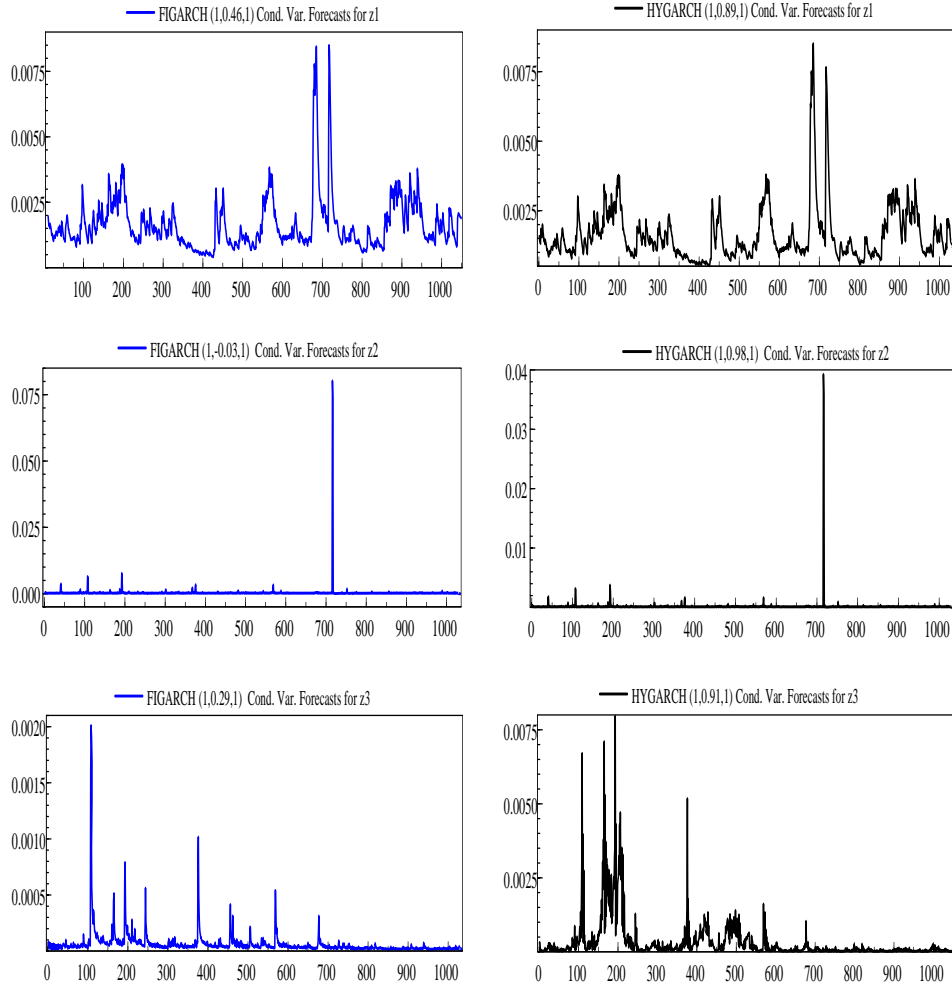 FIGARCH (1,0.46,1) Cond. Var. Forecasts for z1
0.0075
0.0050
0.0025
100 200 300 400 500 600 700 800 900 1000
HYGARCH (1,0.89,1) Cond. Var. Forecasts for z1
0.0075
0.0050
0.0025
0 100 200 300 400 500 600 700 800 900 1000
FIGARCH (1,-0.03,1) Cond. Var. Forecasts for z2
0.075
0.050
0.025
0.000
0 100 200 300 400 500 600 700 800 900 1000
HYGARCH (1,0.98,1) Cond. Var. Forecasts for z2
0.04
0.03
0.02
0.01
0 100 200 300 400 500 600 700 800 900 1000
FIGARCH (1,0.29,1) Cond. Var. Forecasts for z3
0.0020
0.0015
0.0010
0.0005
0 100 200 300 400 500 600 700 800 900 1000
HYGARCH (1,0.91,1) Cond. Var. Forecasts for z3
0.0075
0.0050
0.0025
0 100 200 300 400 500 600 700 800 900 1000